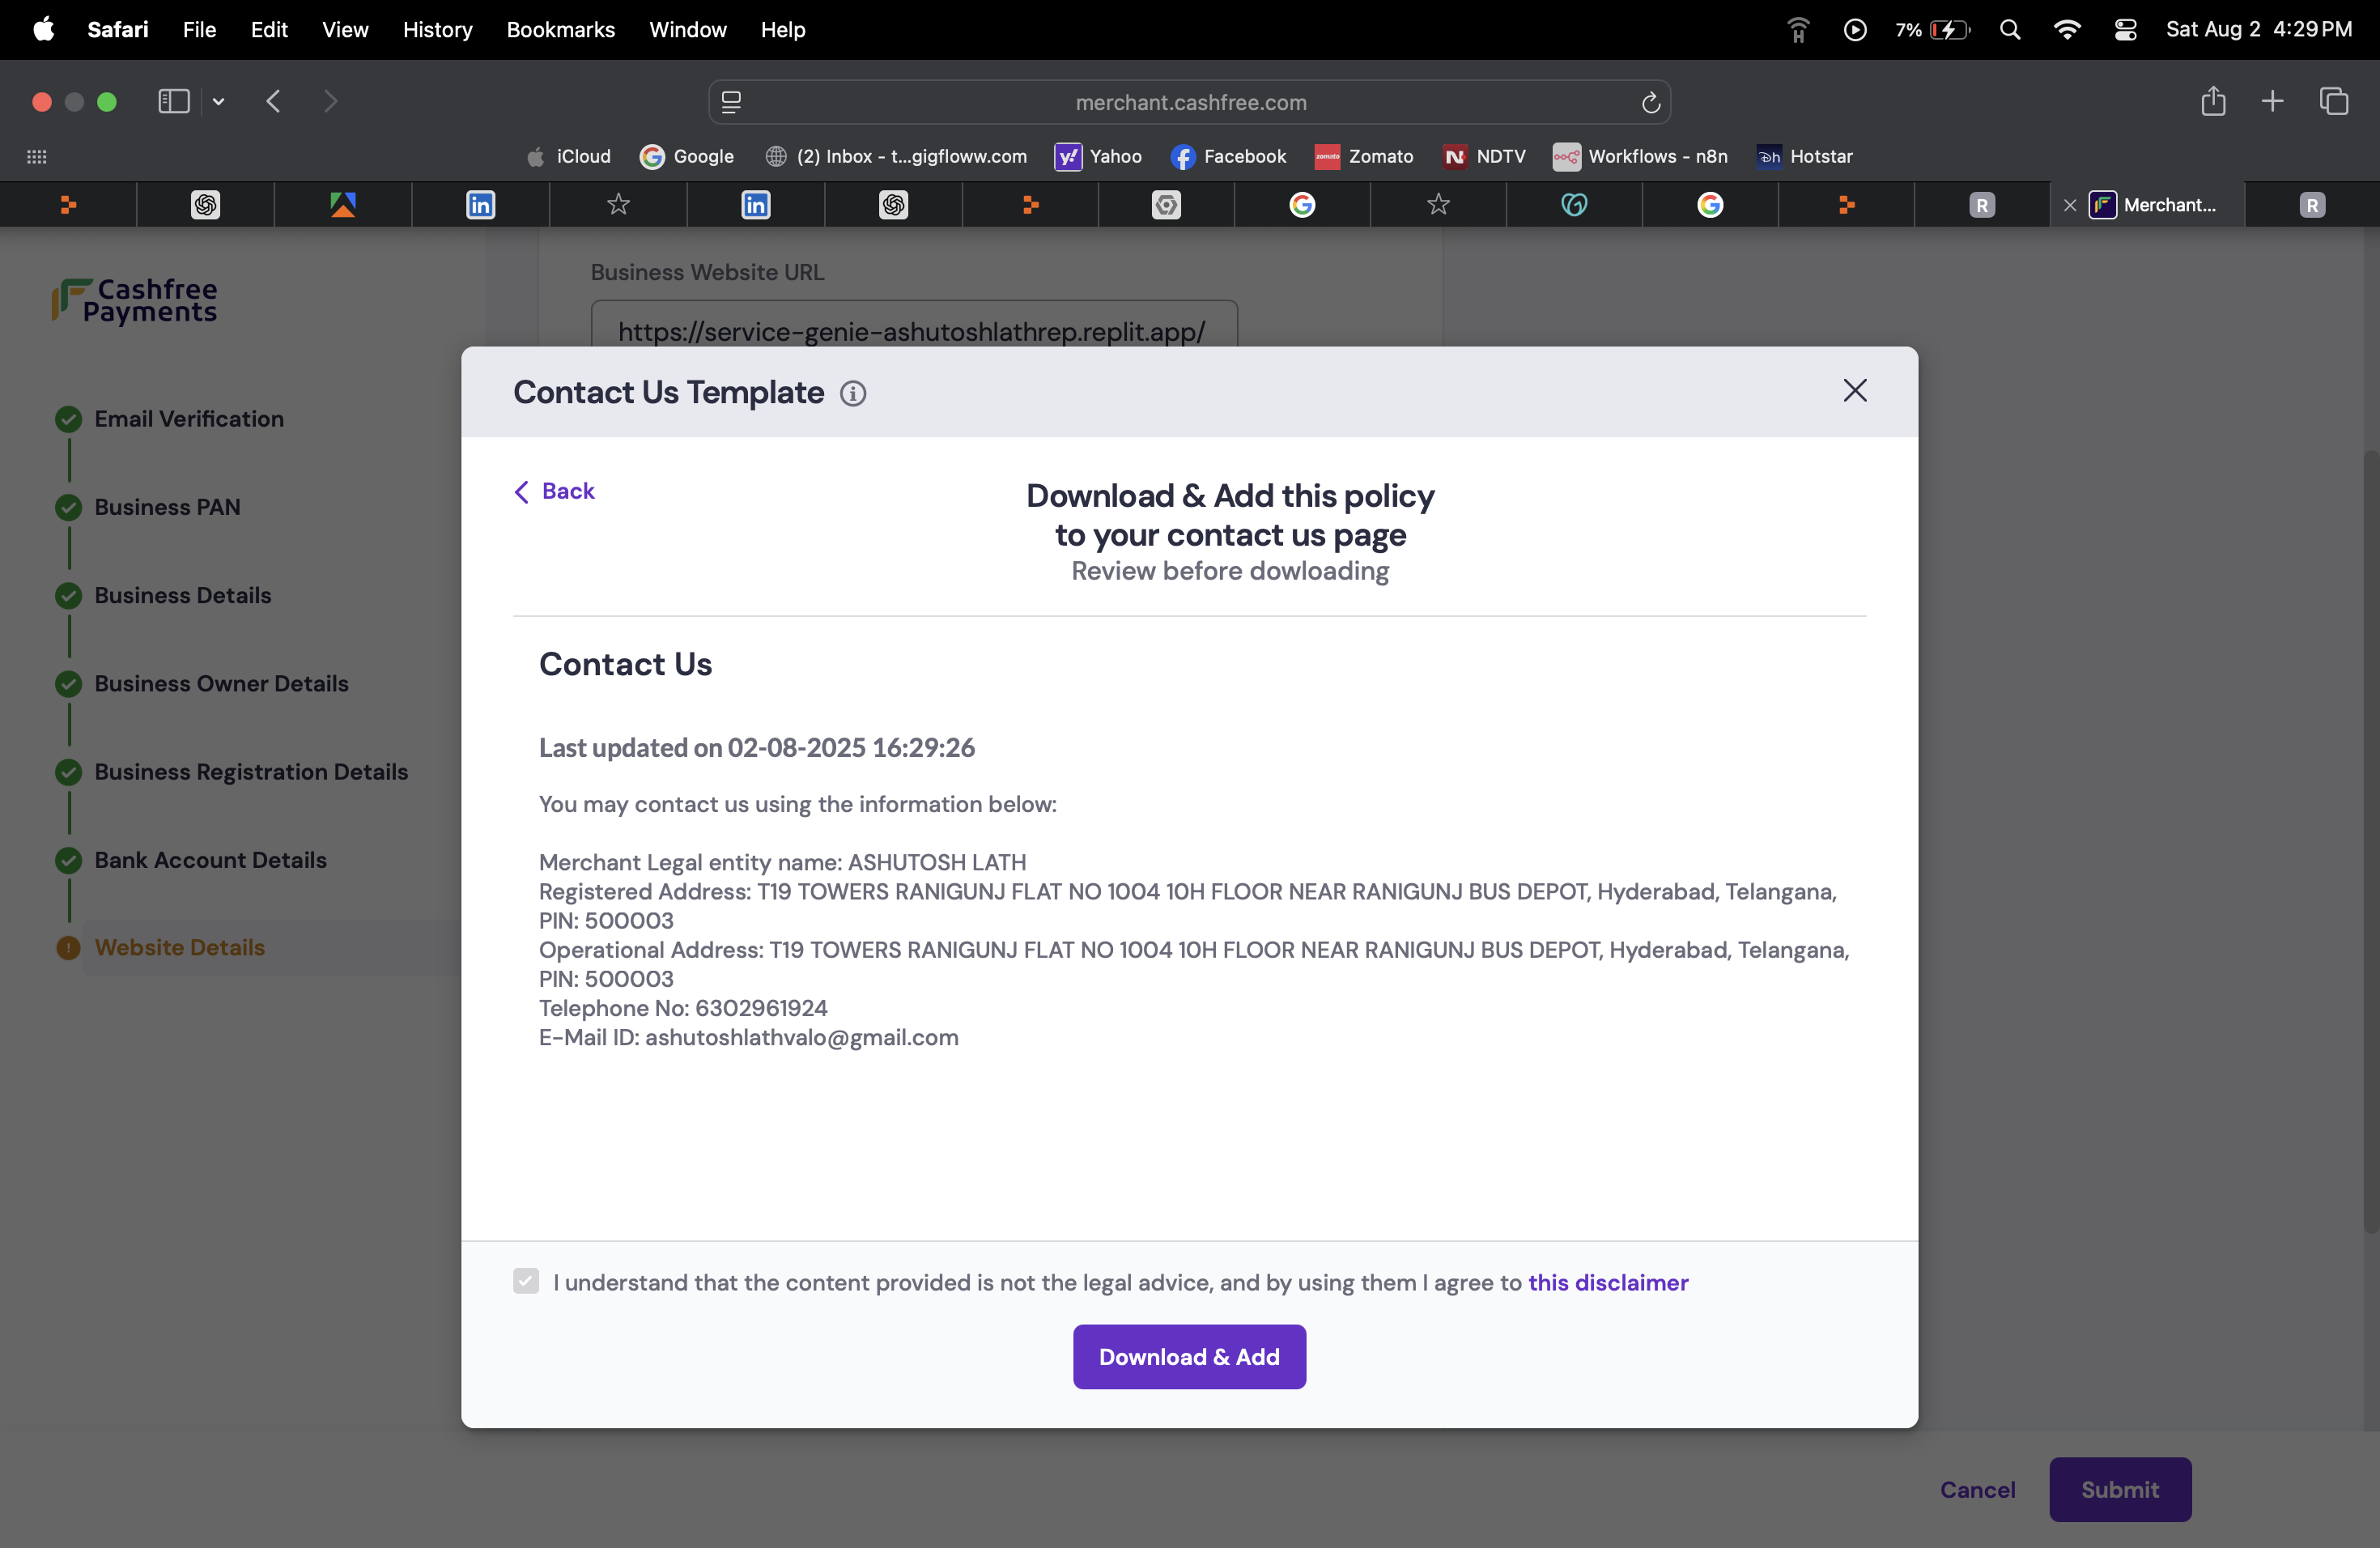 Safari File Edit View History Bookmarks Window Help 7% Sat Aug 2 4:29 PM
merchant.cashfree.com
iCloud Google (2) Inbox - t...gigfloww.com Yahoo Facebook Zomato NDTV Workflows - n8n Hotstar
Merchant...
Cashfree
Payments
Email Verification
Business PAN
Business Details
Business Owner Details
Business Registration Details
Bank Account Details
Website Details
Business Website URL
https://service-genie-ashutoshlathrep.replit.app/
Contact Us Template
Back
Download & Add this policy
to your contact us page
Review before dowloading
Contact Us
Last updated on 02-08-2025 16:29:26
You may contact us using the information below:
Merchant Legal entity name: ASHUTOSH LATH
Registered Address: T19 TOWERS RANIGUNJ FLAT NO 1004 10H FLOOR NEAR RANIGUNJ BUS DEPOT, Hyderabad, Telangana,
PIN: 500003
Operational Address: T19 TOWERS RANIGUNJ FLAT NO 1004 10H FLOOR NEAR RANIGUNJ BUS DEPOT, Hyderabad, Telangana,
PIN: 500003
Telephone No: 6302961924
E-Mail ID: ashutoshlathvalo@gmail.com
I understand that the content provided is not the legal advice, and by using them I agree to this disclaimer
Download & Add
Cancel Submit